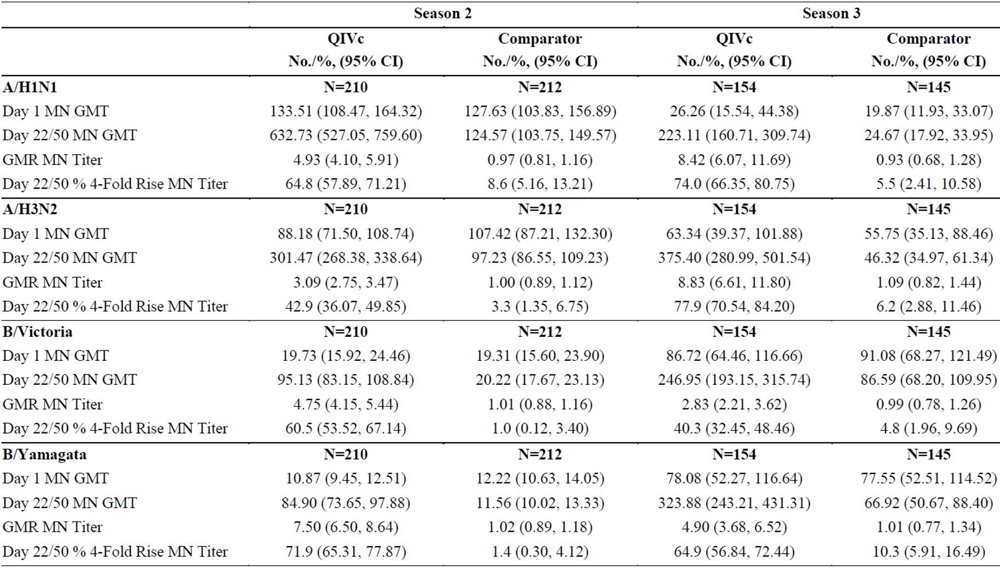 Season 2 Season 3
QIVc Comparator QIVc Comparator
No./%, (95% CI) No./%, (95% CI) No./%, (95% CI) No./%, (95% CI)
A/H1N1 N=210 N=212 N=154 N=145
Day 1 MN GMT 133.51 (108.47, 164.32) 127.63 (103.83, 156.89) 26.26 (15.54, 44.38) 19.87 (11.93, 33.07)
Day 22/50 MN GMT 632.73 (527.05, 759.60) 124.57 (103.75, 149.57) 223.11 (160.71, 309.74) 24.67 (17.92, 33.95)
GMR MN Titer 4.93 (4.10, 5.91) 0.97 (0.81, 1.16) 8.42 (6.07, 11.69) 0.93 (0.68, 1.28)
Day 22/50 % 4-Fold Rise MN Titer 64.8 (57.89, 71.21) 8.6 (5.16, 13.21) 74.0 (66.35, 80.75) 5.5 (2.41, 10.58)
A/H3N2 N=210 N=212 N=154 N=145
Day 1 MN GMT 88.18 (71.50, 108.74) 107.42 (87.21, 132.30) 63.34 (39.37, 101.88) 55.75 (35.13, 88.46)
Day 22/50 MN GMT 301.47 (268.38, 338.64) 97.23 (86.55, 109.23) 375.40 (280.99, 501.54) 46.32 (34.97, 61.34)
GMR MN Titer 3.09 (2.75, 3.47) 1.00 (0.89, 1.12) 8.83 (6.61, 11.80) 1.09 (0.82, 1.44)
Day 22/50 % 4-Fold Rise MN Titer 42.9 (36.07, 49.85) 3.3 (1.35, 6.75) 77.9 (70.54, 84.20) 6.2 (2.88, 11.46)
B/Victoria N=210 N=212 N=154 N=145
Day 1 MN GMT 19.73 (15.92, 24.46) 19.31 (15.60, 23.90) 86.72 (64.46, 116.66) 91.08 (68.27, 121.49)
Day 22/50 MN GMT 95.13 (83.15, 108.84) 20.22 (17.67, 23.13) 246.95 (193.15, 315.74) 86.59 (68.20, 109.95)
GMR MN Titer 4.75 (4.15, 5.44) 1.01 (0.88, 1.16) 2.83 (2.21, 3.62) 0.99 (0.78, 1.26)
Day 22/50 % 4-Fold Rise MN Titer 60.5 (53.52, 67.14) 1.0 (0.12, 3.40) 40.3 (32.45, 48.46) 4.8 (1.96, 9.69)
B/Yamagata N=210 N=212 N=154 N=145
Day 1 MN GMT 10.87 (9.45, 12.51) 12.22 (10.63, 14.05) 78.08 (52.27, 116.64) 77.55 (52.51, 114.52)
Day 22/50 MN GMT 84.90 (73.65, 97.88) 11.56 (10.02, 13.33) 323.88 (243.21, 431.31) 66.92 (50.67, 88.40)
GMR MN Titer 7.50 (6.50, 8.64) 1.02 (0.89, 1.18) 4.90 (3.68, 6.52) 1.01 (0.77, 1.34)
Day 22/50 % 4-Fold Rise MN Titer 71.9 (65.31, 77.87) 1.4 (0.30, 4.12) 64.9 (56.84, 72.44) 10.3 (5.91, 16.49)